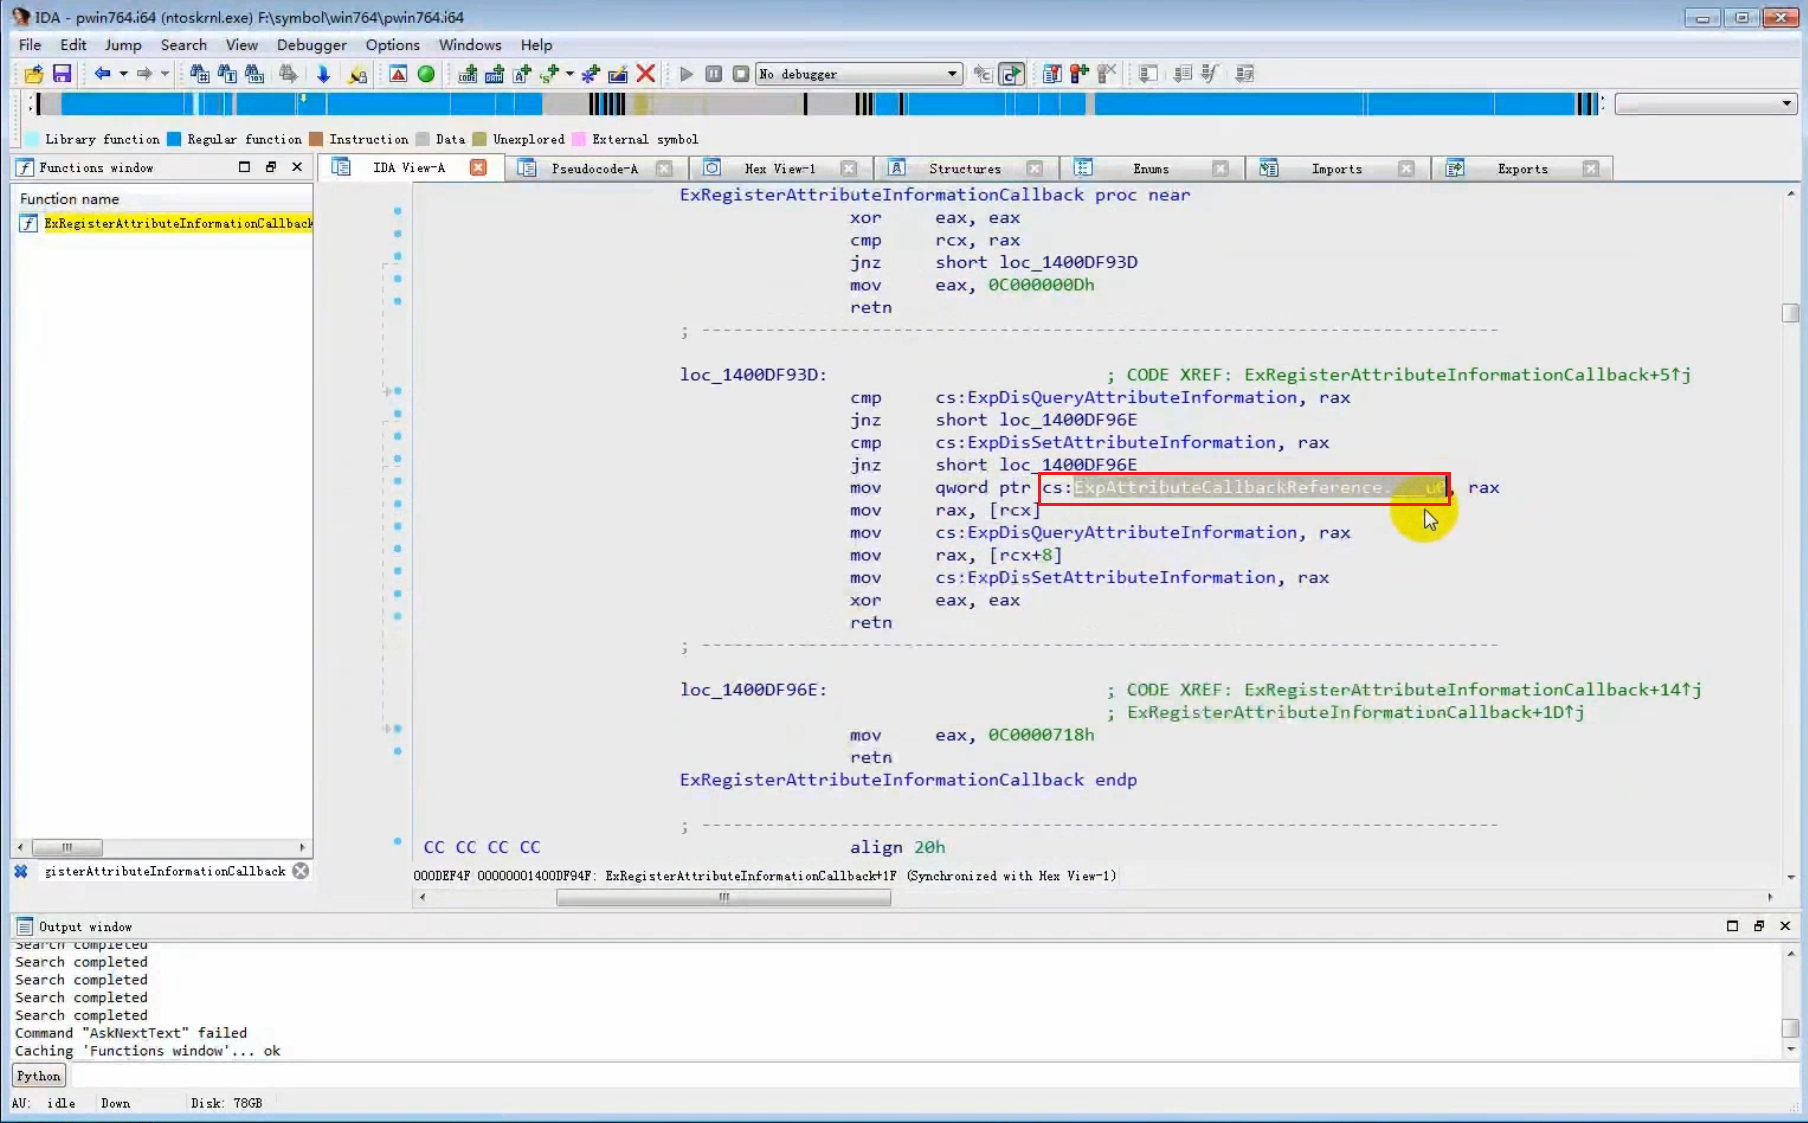 IDA - pwin764.i64 (ntoskrnl.exe) F:\symbol\win764\pwin764.i64
File Edit Jump Search View Debugger Options Windows Help
No debugger
Library function Regular function Instruction Data Unexplored External symbol
Functions window
IDA View-A Pseudocode-A Hex View-1 Structures Enums Imports Exports
Function name
ExRegisterAttributeInformationCallback
ExRegisterAttributeInformationCallback proc near
xor eax, eax
cmp rcx, rax
jnz short loc_1400DF93D
mov eax, 0C000000Dh
retn
; ---------------------------------------------------------------------------
loc_1400DF93D: ; CODE XREF: ExRegisterAttributeInformationCallback+5↑j
cmp cs:ExpDisQueryAttributeInformation, rax
jnz short loc_1400DF96E
cmp cs:ExpDisSetAttributeInformation, rax
jnz short loc_1400DF96E
mov qword ptr cs:ExpAttributeCallbackReference. , rax
mov rax, [rcx]
mov cs:ExpDisQueryAttributeInformation, rax
mov rax, [rcx+8]
mov cs:ExpDisSetAttributeInformation, rax
xor eax, eax
retn
; ---------------------------------------------------------------------------
loc_1400DF96E: ; CODE XREF: ExRegisterAttributeInformationCallback+14↑j
; ExRegisterAttributeInformationCallback+1D↑j
mov eax, 0C0000718h
retn
ExRegisterAttributeInformationCallback endp
; ---------------------------------------------------------------------------
CC CC CC CC align 20h
gisterAttributeInformationCallback
000DEF4F 00000001400DF94F: ExRegisterAttributeInformationCallback+1F (Synchronized with Hex View-1)
Output window
Search completed
Search completed
Search completed
Search completed
Search completed
Command "AskNextText" failed
Caching 'Functions window'... ok
Python
AU: idle Down Disk: 78GB